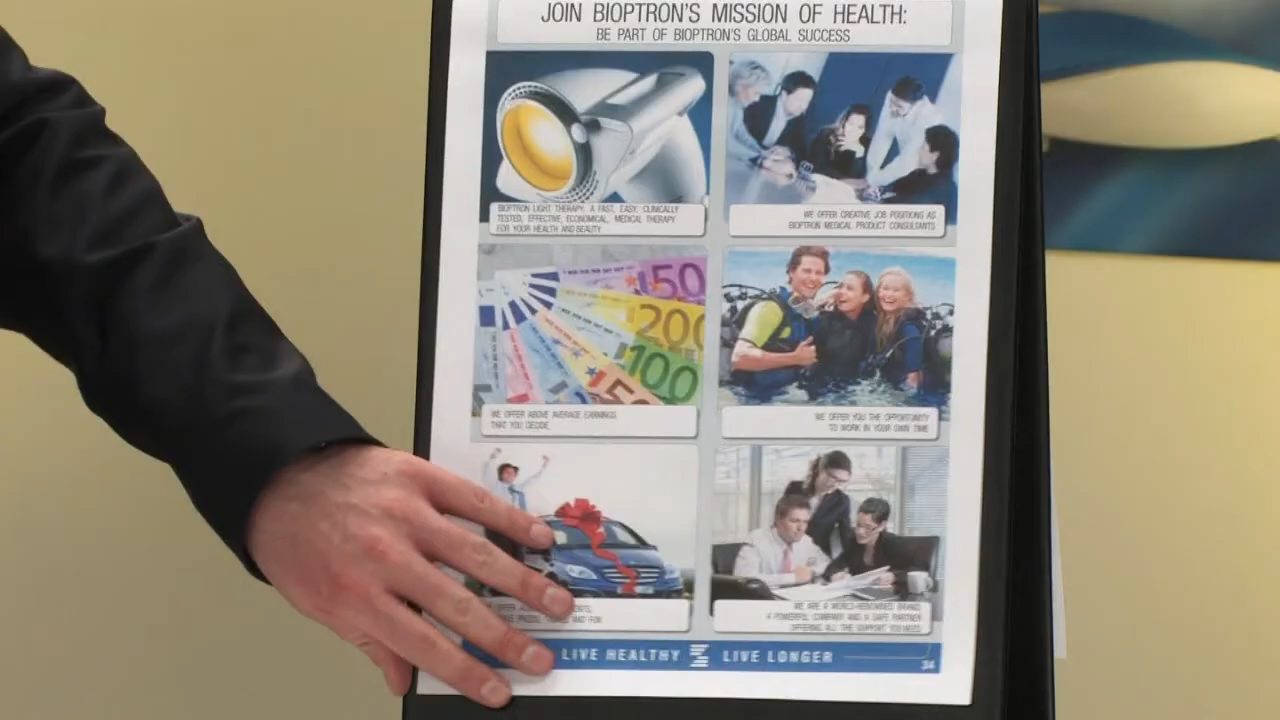 JOIN BIOPTRON'S MISSION OF HEALTH:
BE PART OF BIOPTRON'S GLOBAL SUCCESS
BIOPTRON LIGHT THERAPY: A FAST, EASY, CLINICALLY
TESTED, EFFECTIVE, ECONOMICAL, MEDICAL THERAPY
FOR YOUR HEALTH AND BEAUTY
WE OFFER CREATIVE JOB POSITIONS AS
BIOPTRON MEDICAL PRODUCT CONSULTANTS
50
200
100
WE OFFER ABOVE AVERAGE EARNINGS
THAT YOU DECIDE.
WE OFFER YOU THE OPPORTUNITY
TO WORK IN YOUR OWN TIME
AND FUN
WE ARE A WORLD-RENOWNED BRAND,
A POWERFUL COMPANY AND A SAFE PARTNER
OFFERING ALL THE SUPPORT YOU NEED
LIVE HEALTHY LIVE LONGER
34